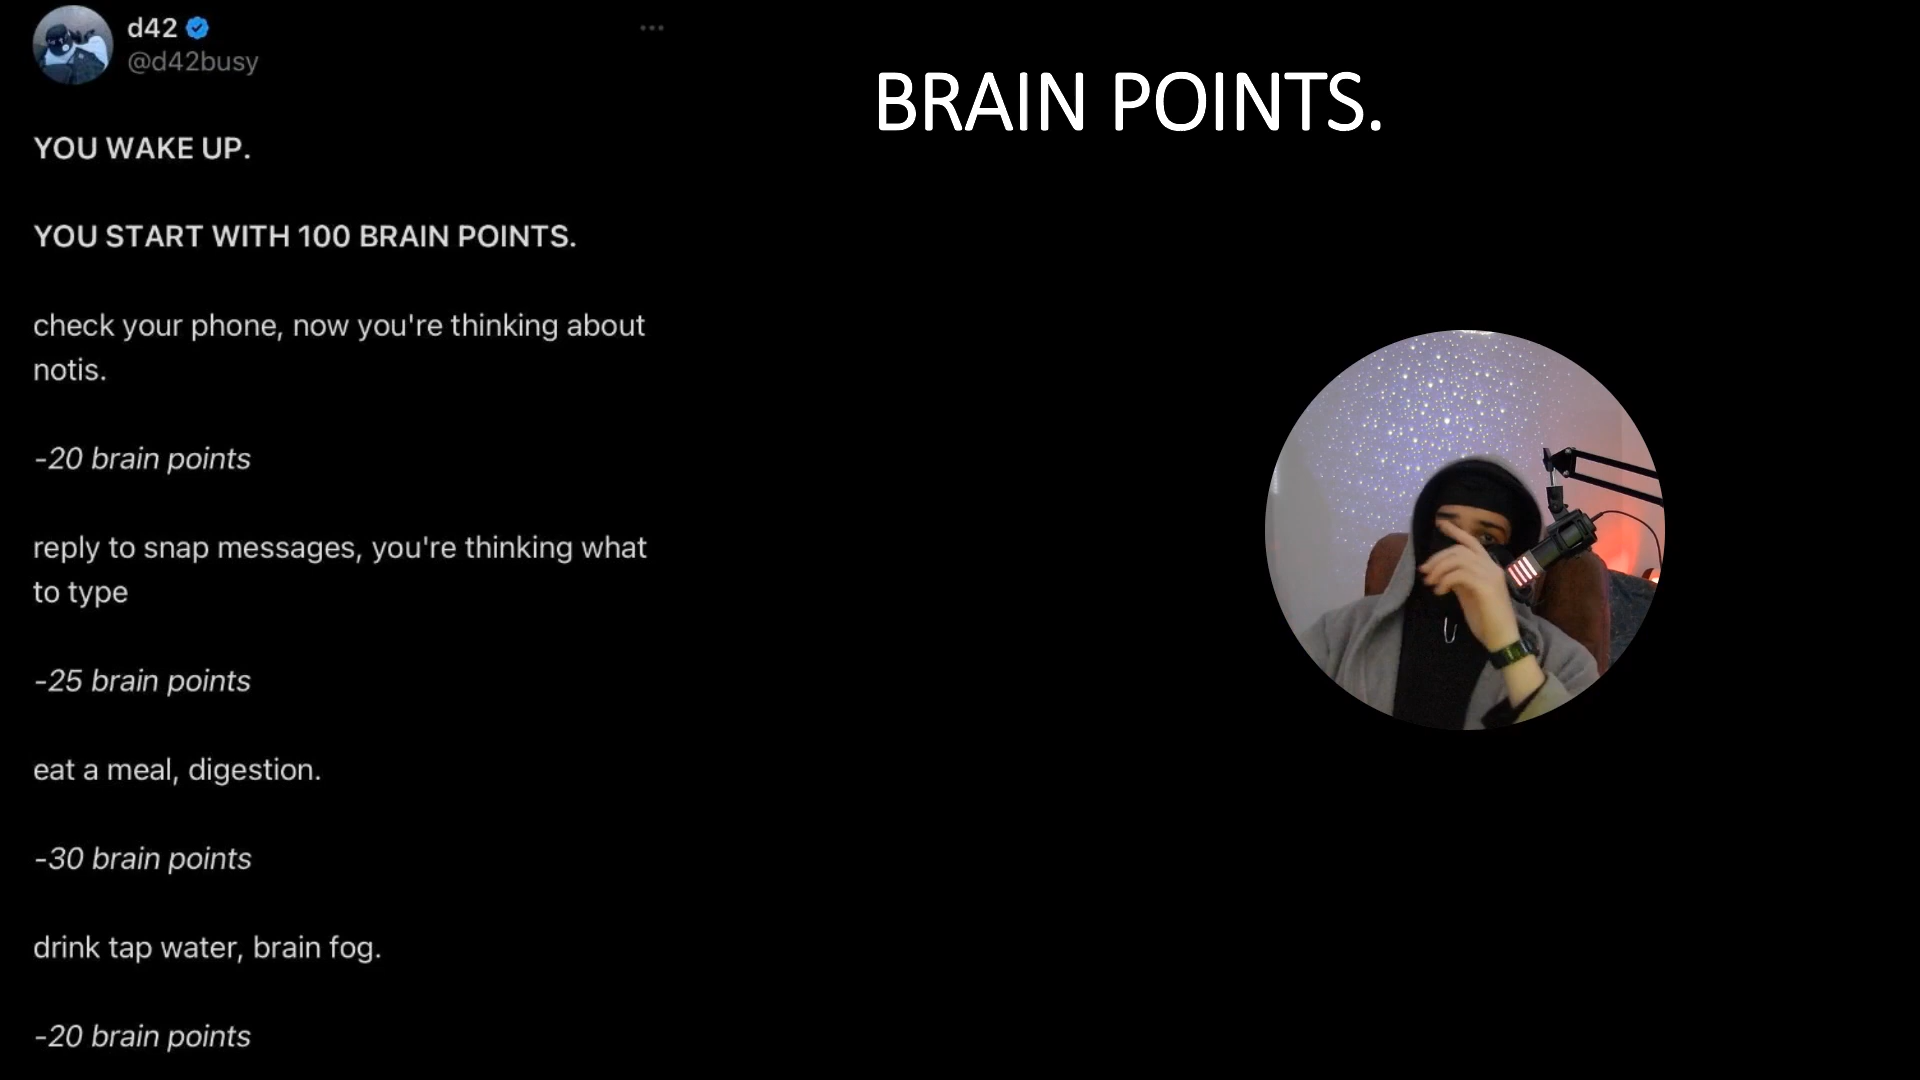 d42
@d42busy
BRAIN POINTS.
YOU WAKE UP.
YOU START WITH 100 BRAIN POINTS.
check your phone, now you're thinking about
notis.
-20 brain points
reply to snap messages, you're thinking what
to type
-25 brain points
eat a meal, digestion.
-30 brain points
drink tap water, brain fog.
-20 brain points